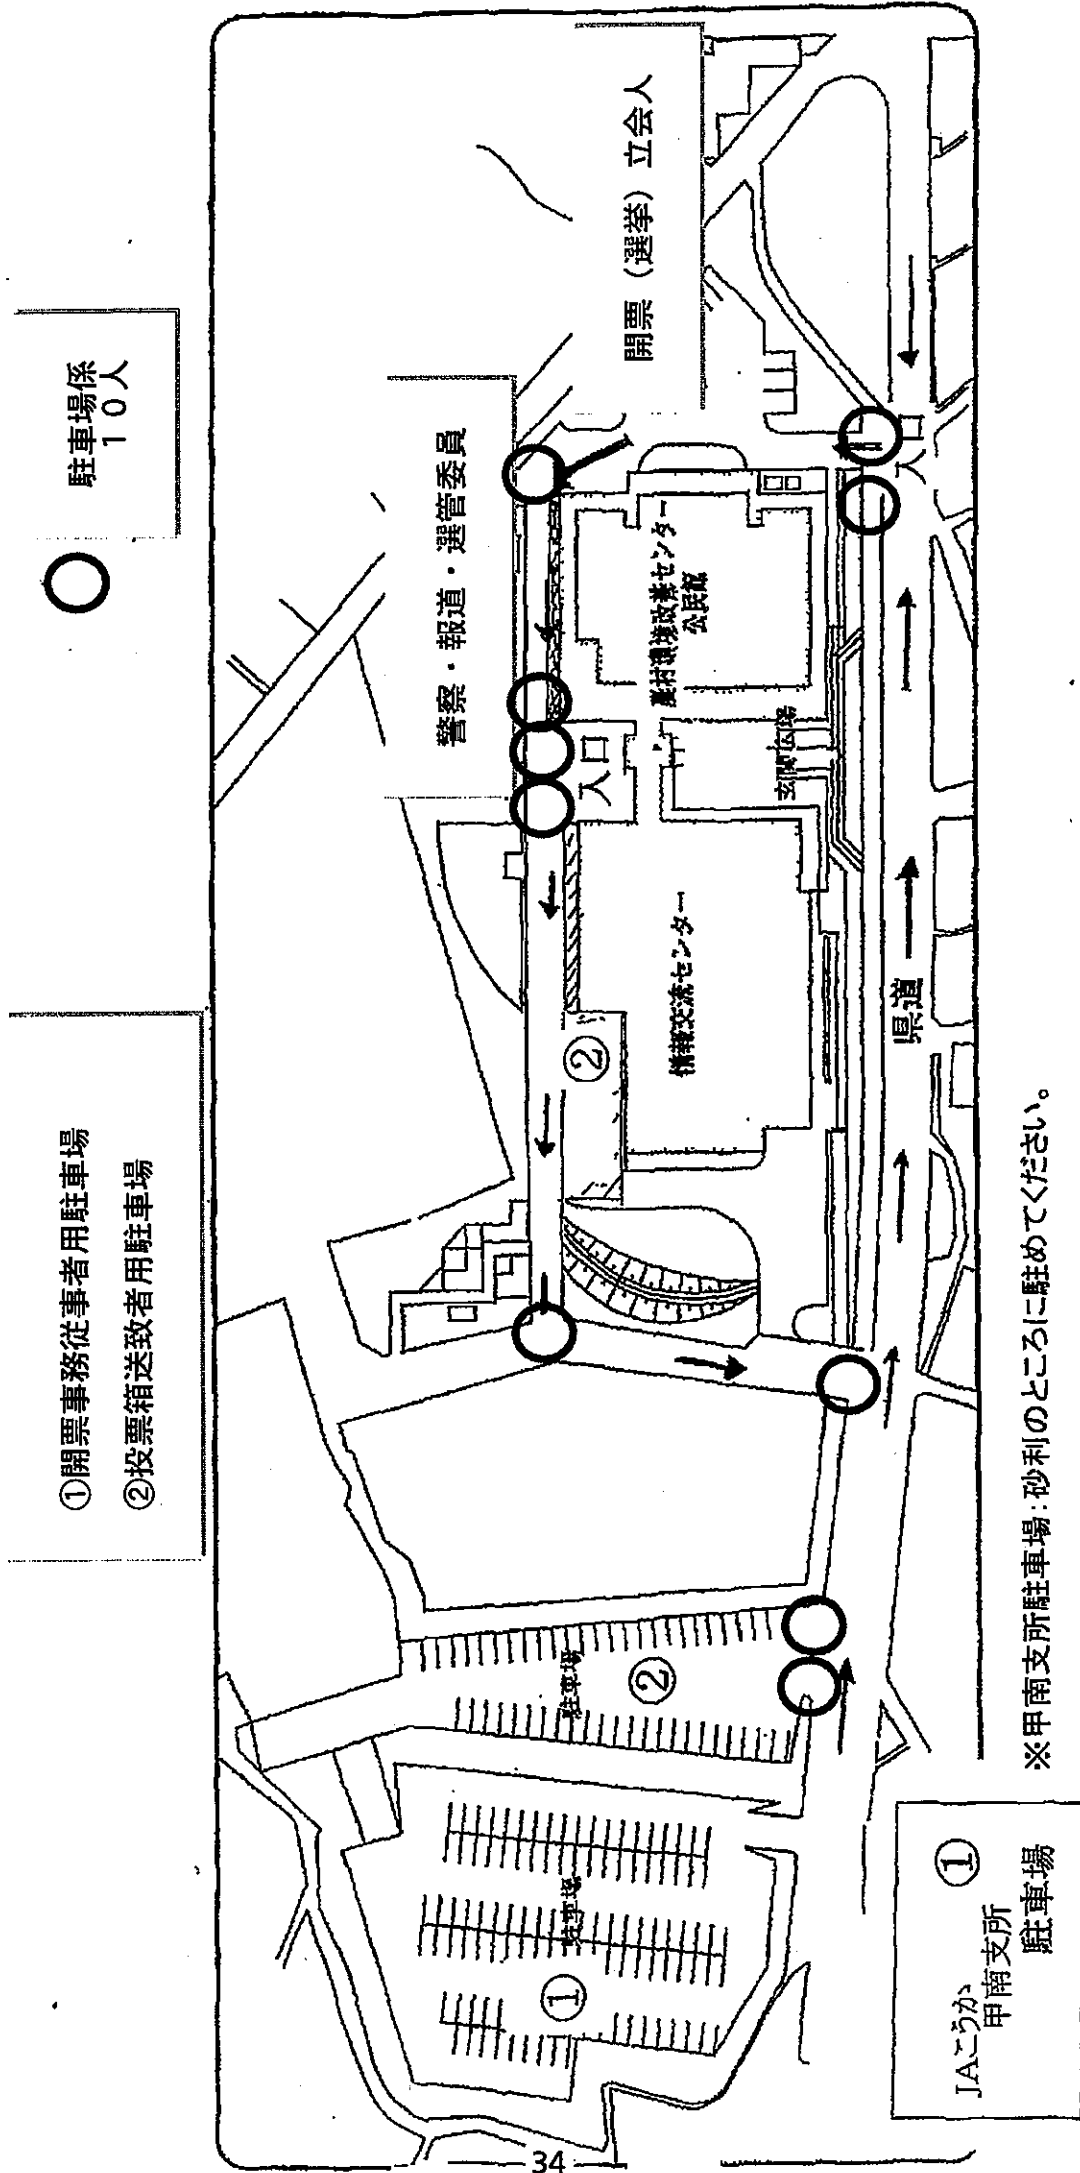 ①開票事務従事者用駐車場
②投票箱送致者用駐車場
駐車場係
10人
警察・報道・選管委員
開票（選挙）立会人
入口
②
情報交流センター
農村環境改善センター
公民館
玄関広場
入口
県道
駐車場
②
駐車場
①
JAこうか
甲南支所
①
駐車場
※甲南支所駐車場：砂利のところに駐めてください。
34